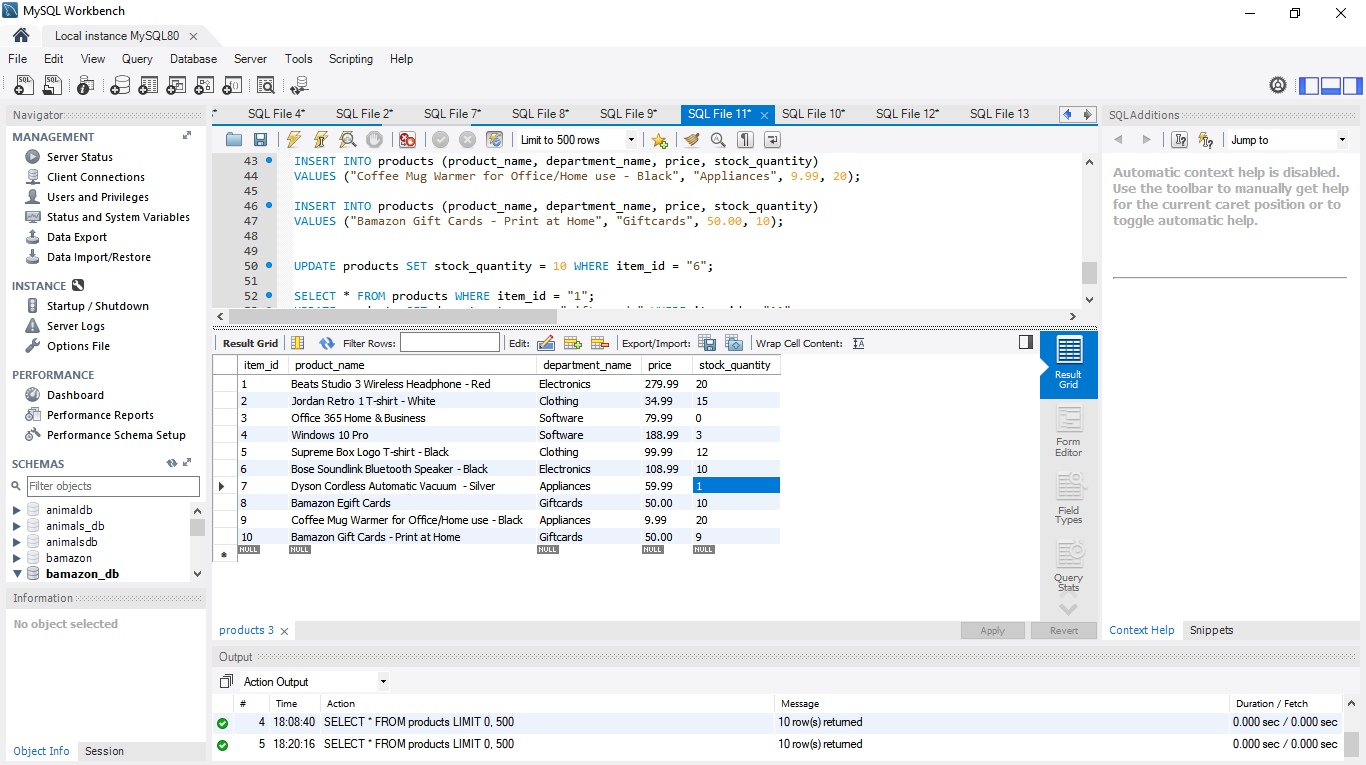 MySQL Workbench
Local instance MySQL80
File Edit View Query Database Server Tools Scripting Help
Navigator
MANAGEMENT
Server Status
Client Connections
Users and Privileges
Status and System Variables
Data Export
Data Import/Restore
INSTANCE
Startup / Shutdown
Server Logs
Options File
PERFORMANCE
Dashboard
Performance Reports
Performance Schema Setup
SCHEMAS
Filter objects
animaldb
animals_db
animalsdb
bamazon
bamazon_db
Information
No object selected
Object Info Session
SQL File 4* SQL File 2* SQL File 7* SQL File 8* SQL File 9* SQL File 11* SQL File 10* SQL File 12* SQL File 13
Limit to 500 rows
43 INSERT INTO products (product_name, department_name, price, stock_quantity)
44 VALUES ("Coffee Mug Warmer for Office/Home use - Black", "Appliances", 9.99, 20);
45
46 INSERT INTO products (product_name, department_name, price, stock_quantity)
47 VALUES ("Bamazon Gift Cards - Print at Home", "Giftcards", 50.00, 10);
48
49
50 UPDATE products SET stock_quantity = 10 WHERE item_id = "6";
51
52 SELECT * FROM products WHERE item_id = "1";
Result Grid Filter Rows: Edit: Export/Import: Wrap Cell Content:
item_id product_name department_name price stock_quantity
1 Beats Studio 3 Wireless Headphone - Red Electronics 279.99 20
2 Jordan Retro 1 T-shirt - White Clothing 34.99 15
3 Office 365 Home & Business Software 79.99 0
4 Windows 10 Pro Software 188.99 3
5 Supreme Box Logo T-shirt - Black Clothing 99.99 12
6 Bose Soundlink Bluetooth Speaker - Black Electronics 108.99 10
7 Dyson Cordless Automatic Vacuum - Silver Appliances 59.99 1
8 Bamazon Egift Cards Giftcards 50.00 10
9 Coffee Mug Warmer for Office/Home use - Black Appliances 9.99 20
10 Bamazon Gift Cards - Print at Home Giftcards 50.00 9
NULL NULL NULL NULL NULL
Result
Grid
Form
Editor
Field
Types
Query
Stats
products 3
Apply Revert
SQL Additions
Jump to
Automatic context help is disabled.
Use the toolbar to manually get help
for the current caret position or to
toggle automatic help.
Context Help Snippets
Output
Action Output
# Time Action Message Duration / Fetch
4 18:08:40 SELECT * FROM products LIMIT 0, 500 10 row(s) returned 0.000 sec / 0.000 sec
5 18:20:16 SELECT * FROM products LIMIT 0, 500 10 row(s) returned 0.000 sec / 0.000 sec